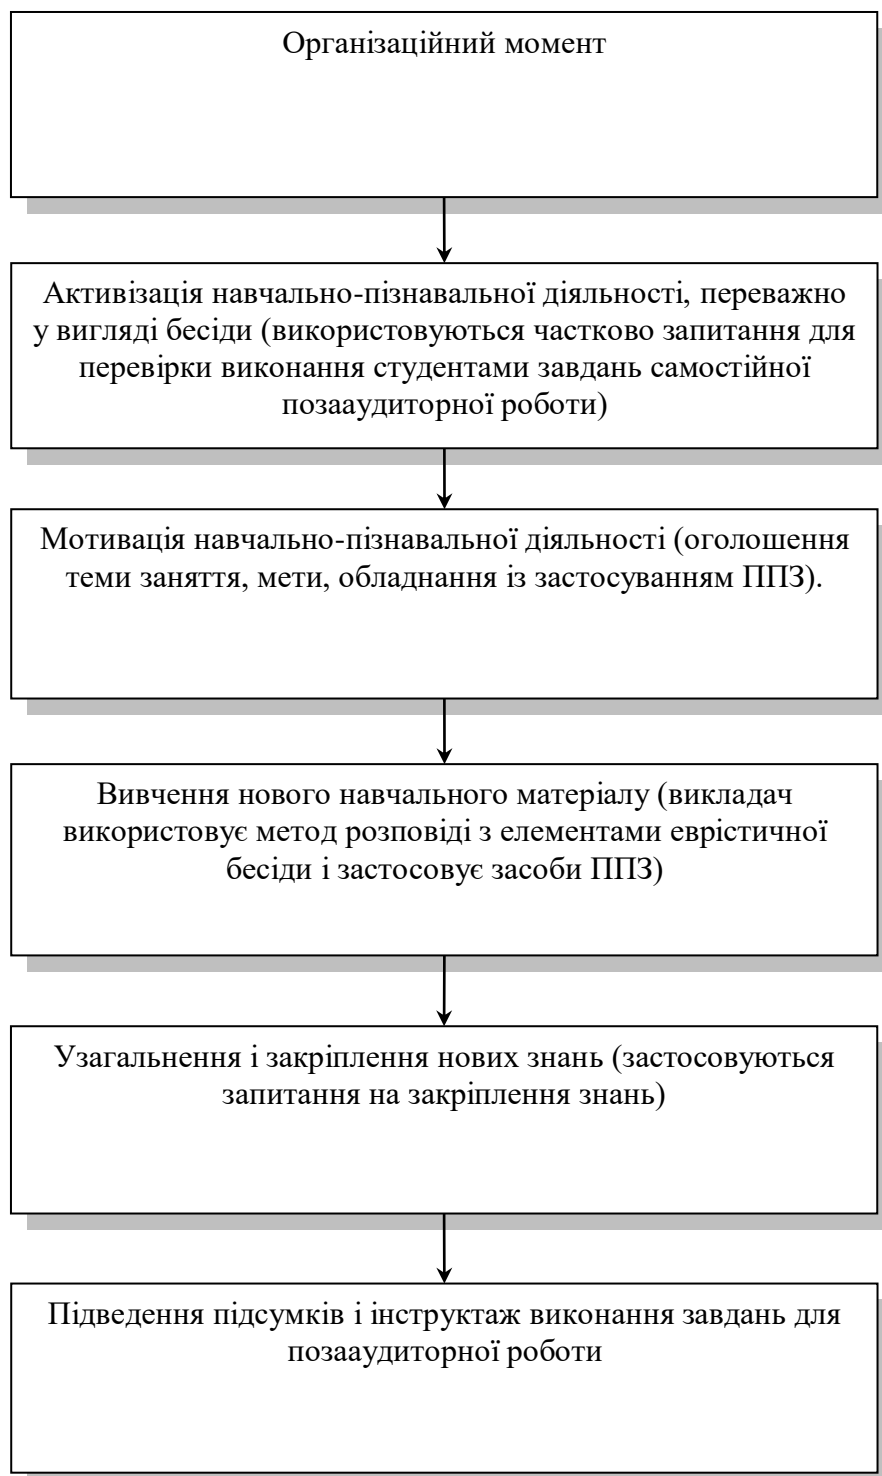 Організаційний момент
Активізація навчально-пізнавальної діяльності, переважно
у вигляді бесіди (використовуються частково запитання для
перевірки виконання студентами завдань самостійної
позааудиторної роботи)
Мотивація навчально-пізнавальної діяльності (оголошення
теми заняття, мети, обладнання із застосуванням ППЗ).
Вивчення нового навчального матеріалу (викладач
використовує метод розповіді з елементами еврістичної
бесіди і застосовує засоби ППЗ)
Узагальнення і закріплення нових знань (застосовуються
запитання на закріплення знань)
Підведення підсумків і інструктаж виконання завдань для
позааудиторної роботи